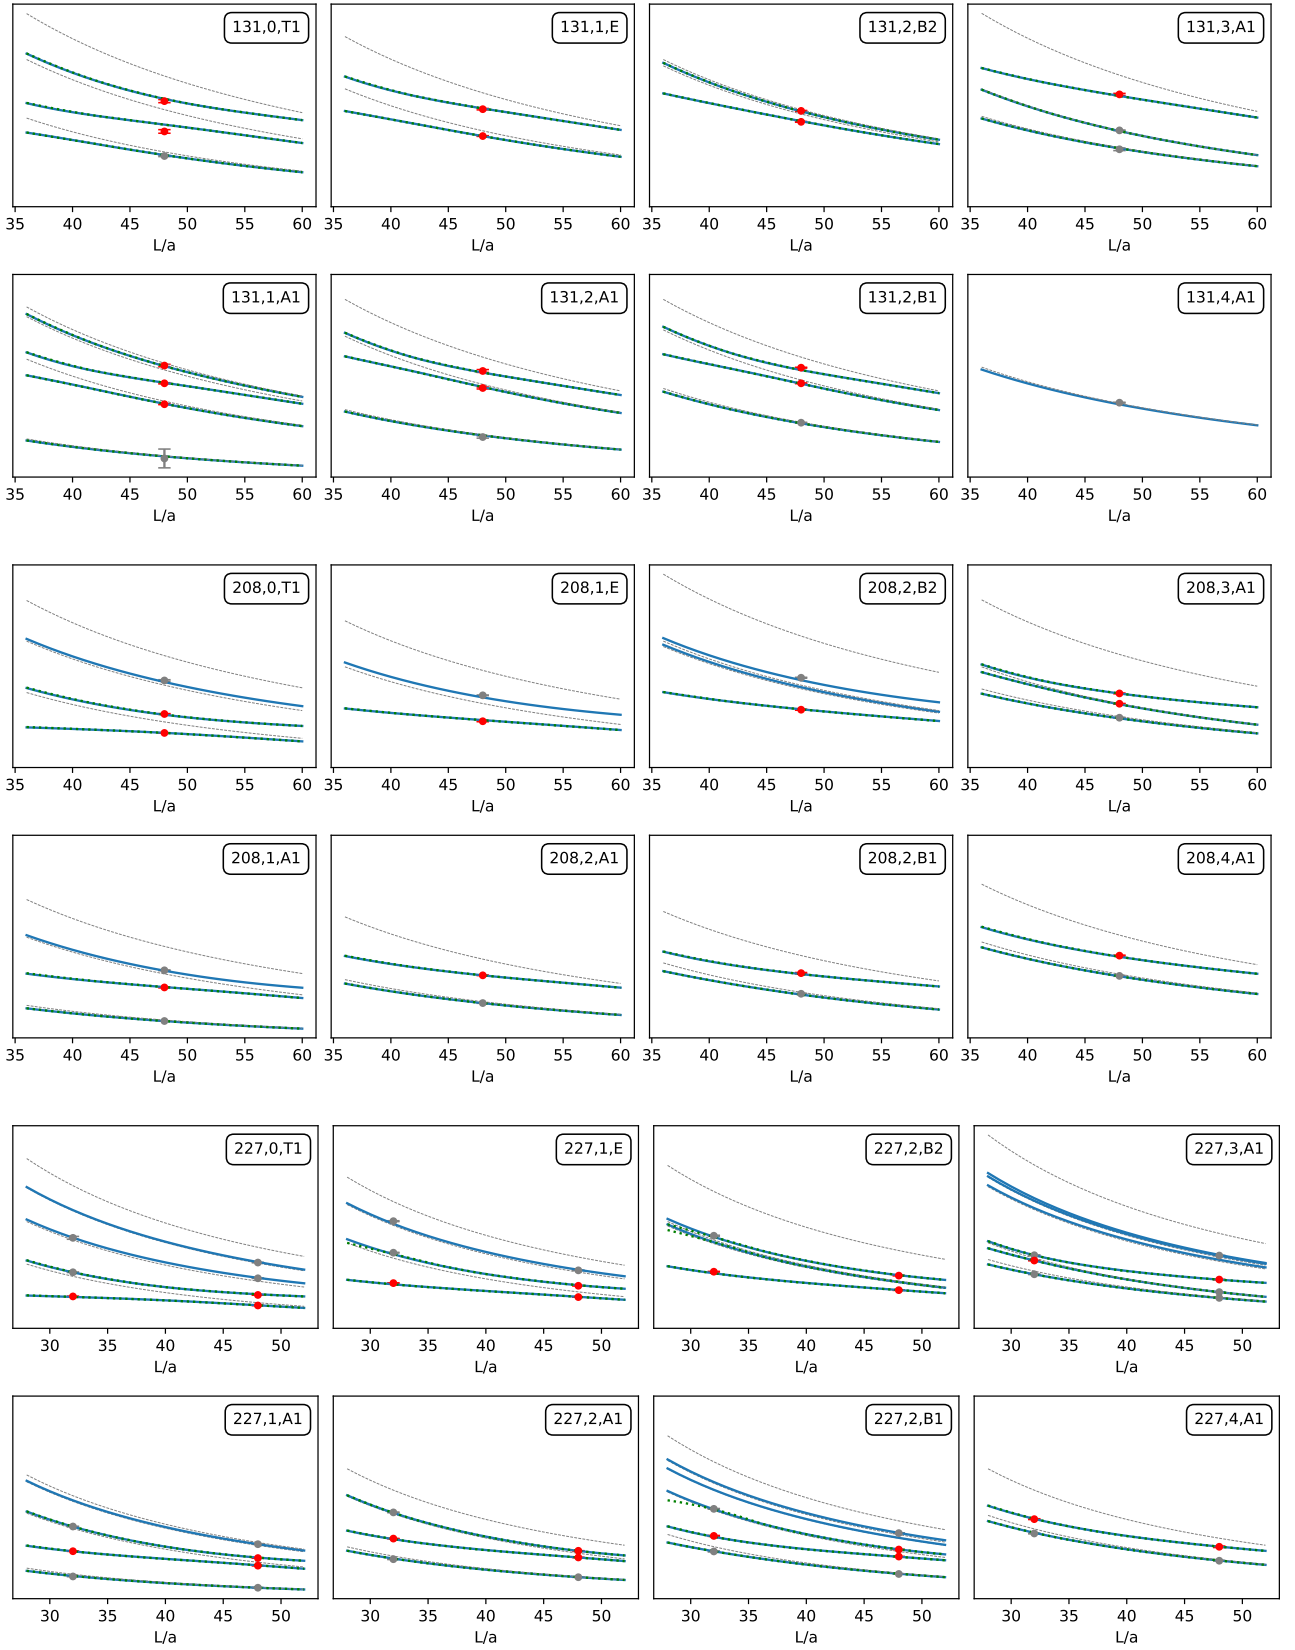 131,0,T1 131,1,E 131,2,B2 131,3,A1
35 40 45 50 55 60 35 40 45 50 55 60 35 40 45 50 55 60 35 40 45 50 55 60
L/a L/a L/a L/a
131,1,A1 131,2,A1 131,2,B1 131,4,A1
35 40 45 50 55 60 35 40 45 50 55 60 35 40 45 50 55 60 35 40 45 50 55 60
L/a L/a L/a L/a
208,0,T1 208,1,E 208,2,B2 208,3,A1
35 40 45 50 55 60 35 40 45 50 55 60 35 40 45 50 55 60 35 40 45 50 55 60
L/a L/a L/a L/a
208,1,A1 208,2,A1 208,2,B1 208,4,A1
35 40 45 50 55 60 35 40 45 50 55 60 35 40 45 50 55 60 35 40 45 50 55 60
L/a L/a L/a L/a
227,0,T1 227,1,E 227,2,B2 227,3,A1
30 35 40 45 50 30 35 40 45 50 30 35 40 45 50 30 35 40 45 50
L/a L/a L/a L/a
227,1,A1 227,2,A1 227,2,B1 227,4,A1
30 35 40 45 50 30 35 40 45 50 30 35 40 45 50 30 35 40 45 50
L/a L/a L/a L/a